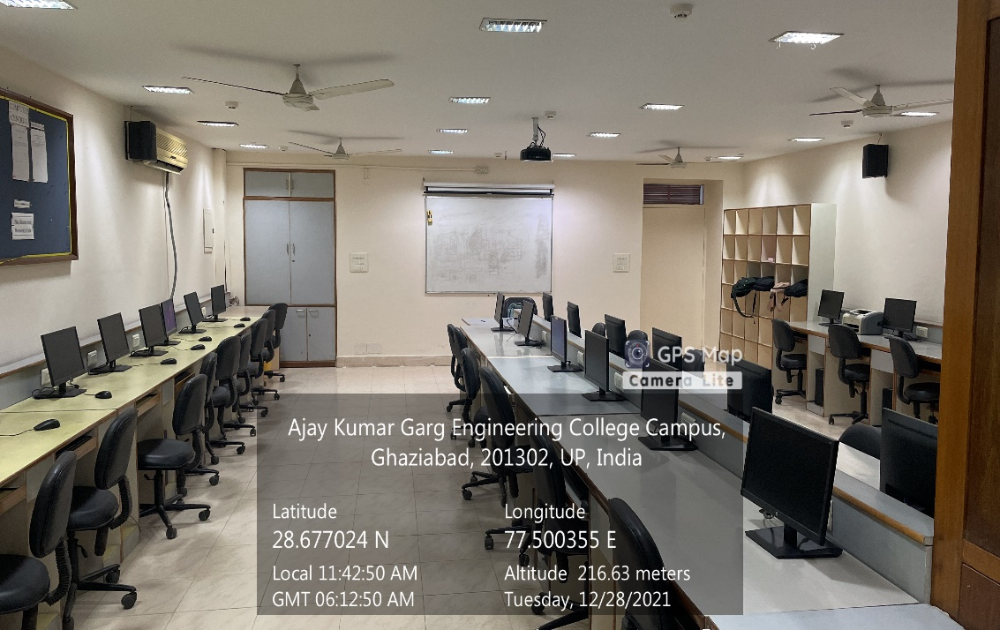 GPS Map
Camera Lite
Ajay Kumar Garg Engineering College Campus,
Ghaziabad, 201302, UP, India
Latitude
28.677024 N
Longitude
77.500355 E
Local 11:42:50 AM
GMT 06:12:50 AM
Altitude 216.63 meters
Tuesday, 12/28/2021